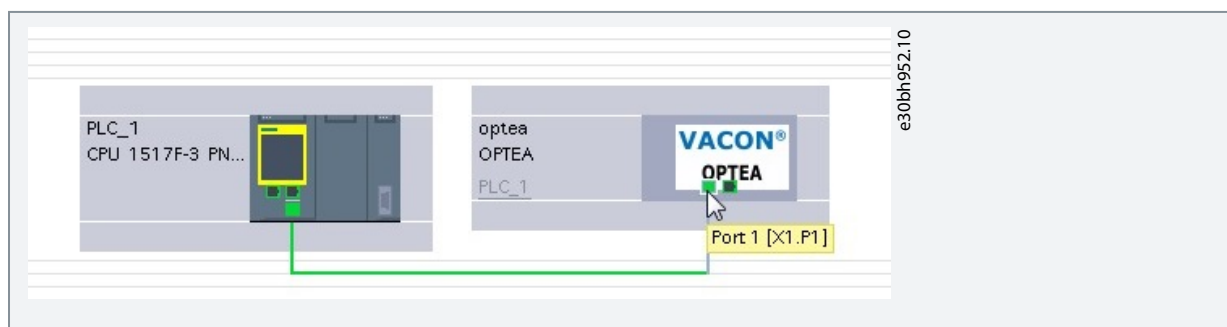 PLC_1
CPU 1517F-3 PN...
optea
OPTEA
PLC_1
VACON®
OPTEA
Port 1 [X1.P1]
e30bh952.10